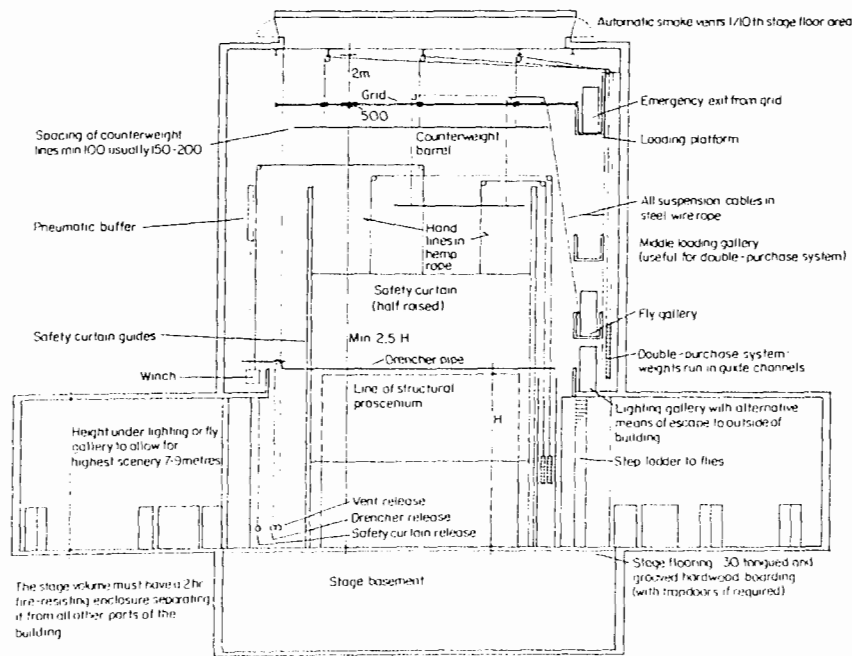 Automatic smoke vents 1/10th stage floor area
2m
Grid
500
Emergency exit from grid
Spacing of counterweight
lines min 100 usually 150-200
Counterweight
barrel
Loading platform
All suspension cables in
steel wire rope
Pneumatic buffer
Hand
lines in
hemp
rope
Middle loading gallery
(useful for double-purchase system)
Safety curtain
(half raised)
Fly gallery
Safety curtain guides
Min 2.5 H
Drencher pipe
Double-purchase system
weights run in guide channels
Winch
Line of structural
proscenium
Lighting gallery with alternative
means of escape to outside of
building
H
Height under lighting or fly
gallery to allow for
highest scenery 7-9metres
Step ladder to flies
Vent release
Drencher release
Safety curtain release
Stage flooring 30 tongued and
grooved hardwood boarding
(with trapdoors if required)
Stage basement
The stage volume must have a 2hr
fire-resisting enclosure separating
it from all other parts of the
building